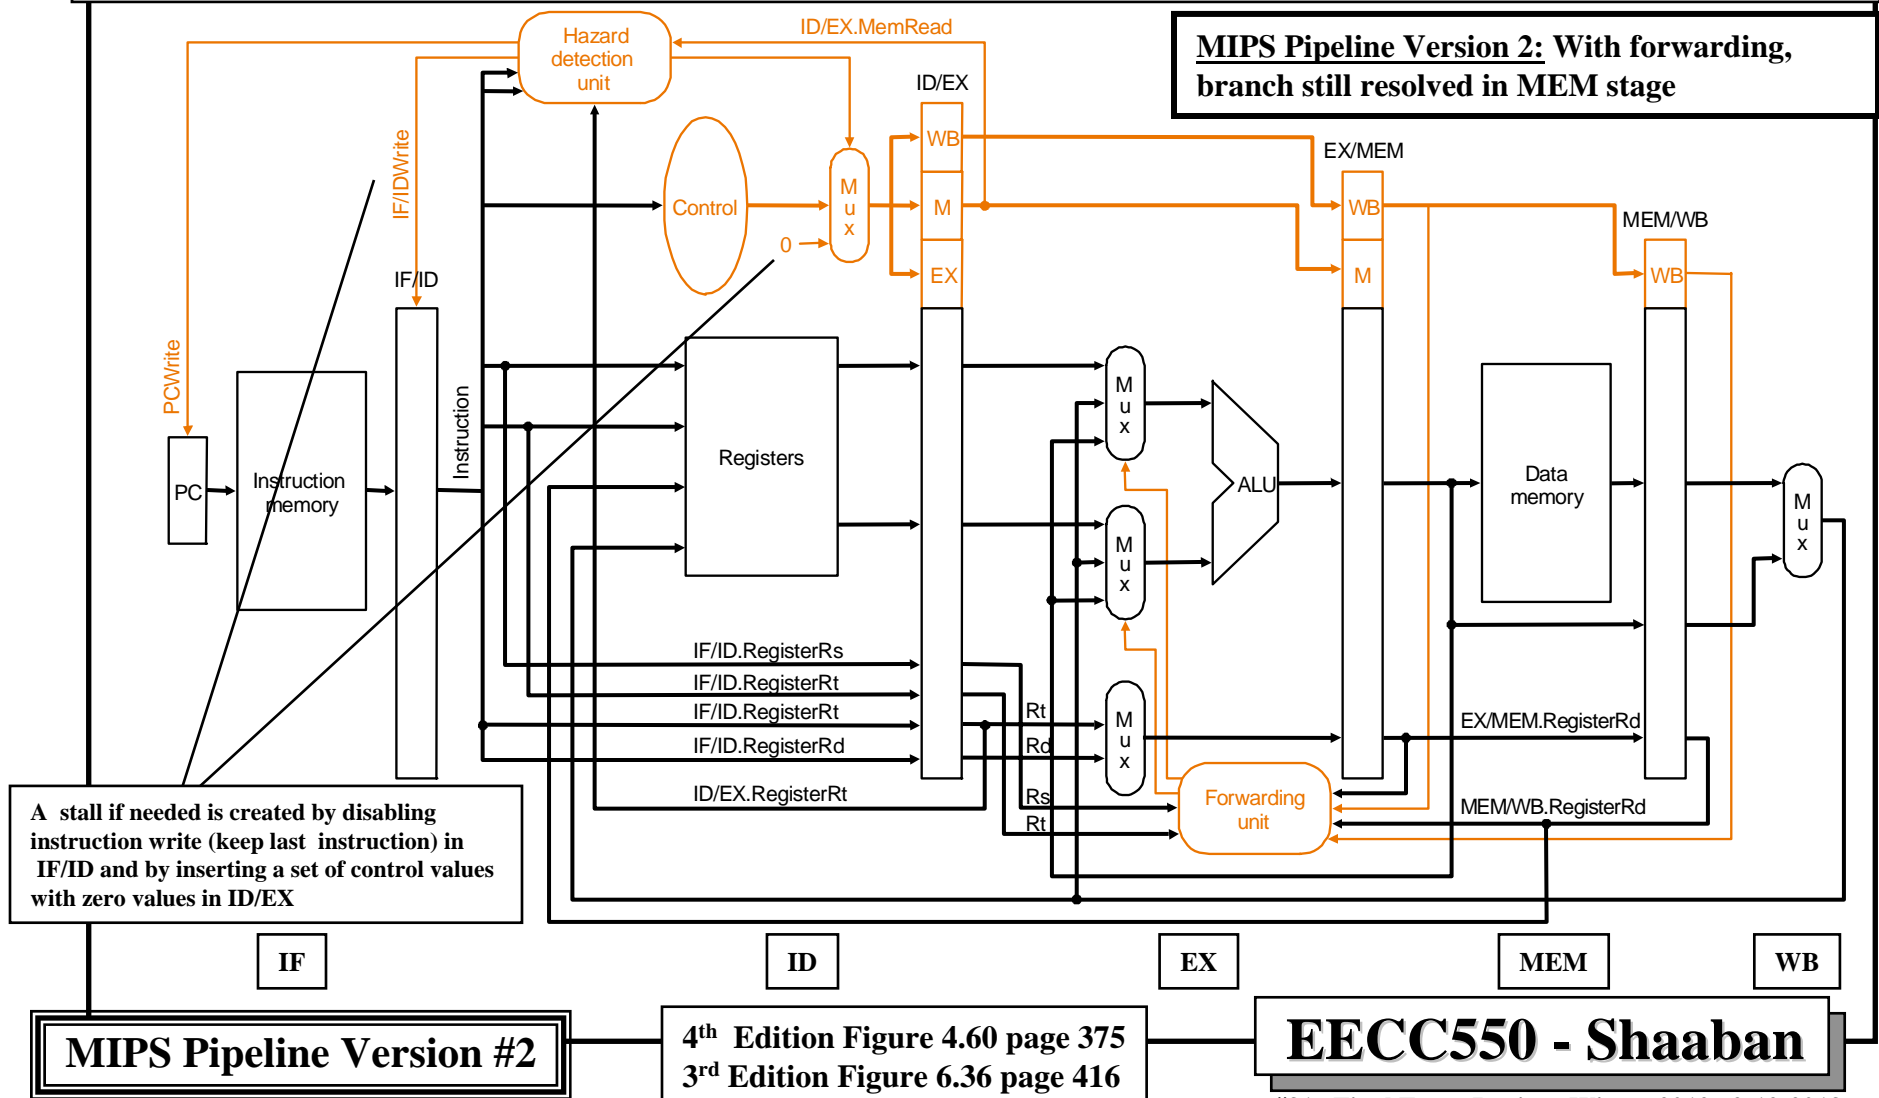 MIPS Pipeline Version 2: With forwarding,
branch still resolved in MEM stage
Hazard
detection
unit
ID/EX.MemRead
ID/EX
WB
M
EX
EX/MEM
WB
M
MEM/WB
WB
IF/IDWrite
PCWrite
IF/ID
Control
Mux
0
PC
Instruction
memory
Instruction
Registers
Mux
Mux
Mux
ALU
Data
memory
Mux
IF/ID.RegisterRs
IF/ID.RegisterRt
IF/ID.RegisterRt
IF/ID.RegisterRd
ID/EX.RegisterRt
Rt
Rd
Rs
Rt
Forwarding
unit
EX/MEM.RegisterRd
MEM/WB.RegisterRd
A stall if needed is created by disabling
instruction write (keep last instruction) in
IF/ID and by inserting a set of control values
with zero values in ID/EX
IF
ID
EX
MEM
WB
MIPS Pipeline Version #2
4th Edition Figure 4.60 page 375
3rd Edition Figure 6.36 page 416
EECC550 - Shaaban